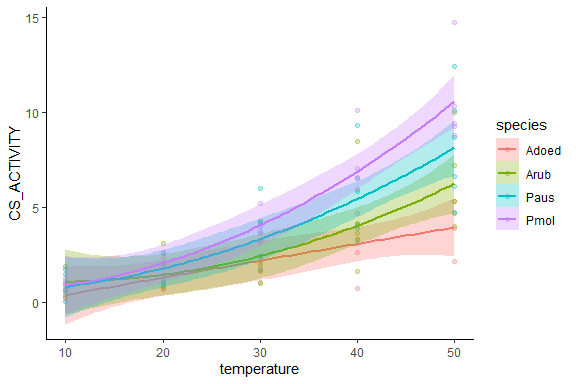 15
10
5
0
CS_ACTIVITY
10
20
30
40
50
temperature
species
Adoed
Arub
Paus
Pmol